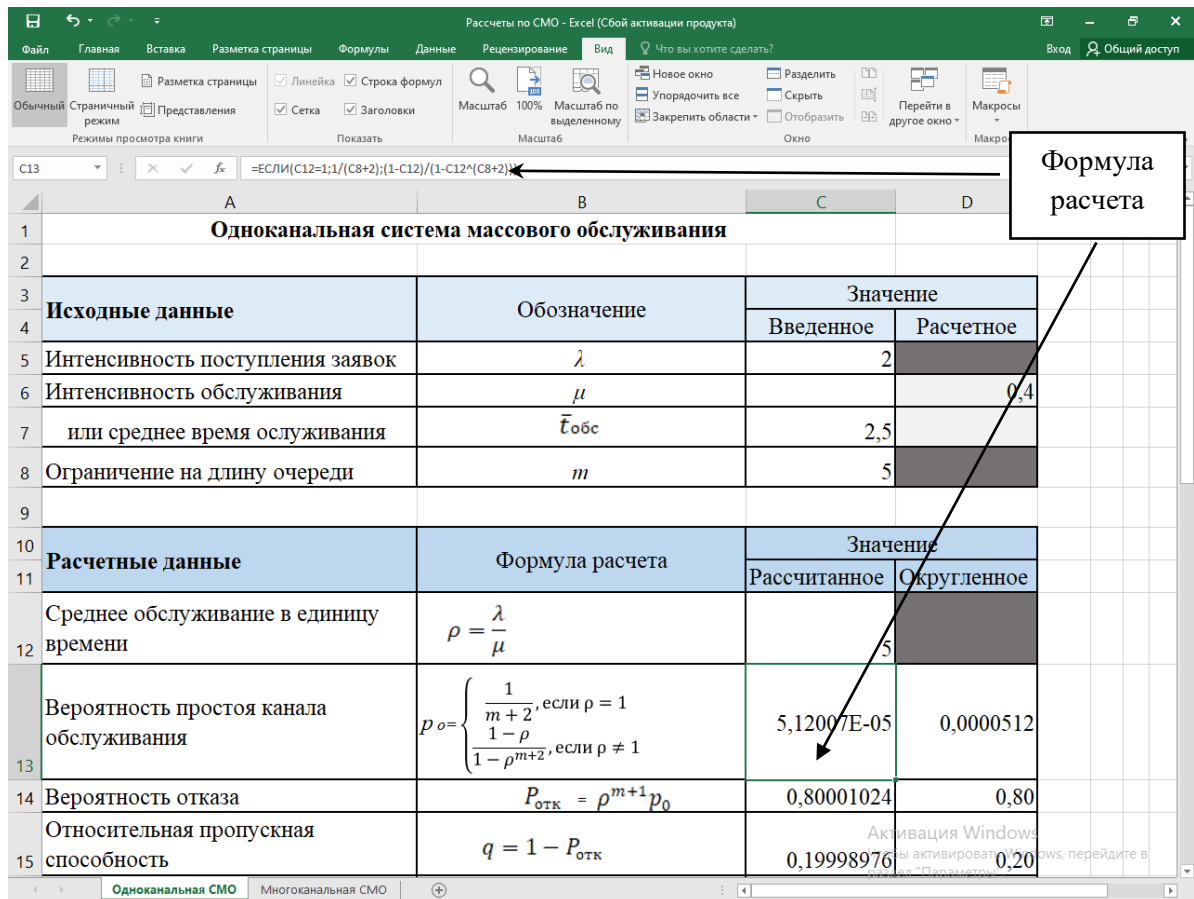 Рассчеты по СМО - Excel (Сбой активации продукта)
Файл Главная Вставка Разметка страницы Формулы Данные Рецензирование Вид Что вы хотите сделать? Вход Общий доступ
Обычный Страничный режим Разметка страницы Представления
Режимы просмотра книги
Линейка Строка формул
Сетка Заголовки
Показать
Масштаб 100% Масштаб по выделенному
Масштаб
Новое окно Разделить
Упорядочить все Скрыть
Закрепить области Отобразить
Перейти в другое окно
Окно
Макросы
Макро
Формула
расчета
C13 fx =ЕСЛИ(C12=1;1/(C8+2);(1-C12)/(1-C12^(C8+2)))
A B C D
1 Одноканальная система массового обслуживания
2
3 Исходные данные Обозначение Значение
4 Введенное Расчетное
5 Интенсивность поступления заявок λ 2
6 Интенсивность обслуживания μ 0,4
7 или среднее время ослуживания t̄обс 2,5
8 Ограничение на длину очереди m 5
9
10 Расчетные данные Формула расчета Значение
11 Рассчитанное Округленное
Среднее обслуживание в единицу
12 времени ρ = λ/μ 5
Вероятность простоя канала
обслуживания p o= { 1/(m + 2), если ρ = 1
(1 − ρ)/(1 − ρ^(m+2)), если ρ ≠ 1 5,12007E-05 0,0000512
13
14 Вероятность отказа Pотк = ρ^(m+1)p₀ 0,80001024 0,80
Относительная пропускная
15 способность q = 1 − Pотк 0,19998976 0,20
Активация Windows
Чтобы активировать Windows, перейдите в
раздел "Параметры".
Одноканальная СМО Многоканальная СМО